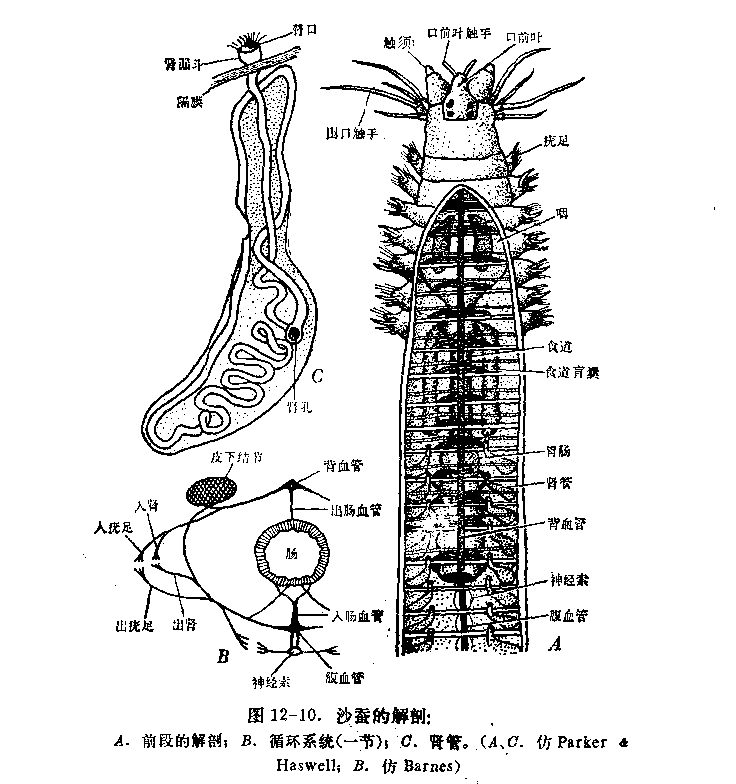 肾口
肾漏斗
隔膜
C
肾孔
触须
口前叶触手
口前叶
围口触手
疣足
咽
食道
食道盲囊
胃肠
肾管
背血管
神经索
腹血管
A
皮下结节
背血管
入肾
出肠血管
入疣足
肠
入肠血管
出疣足
出肾
B
神经索
腹血管
图 12-10. 沙蚕的解剖:
A. 前段的解剖; B. 循环系统(一节); C. 肾管。(A、C. 仿 Parker &
Haswell; B. 仿 Barnes)